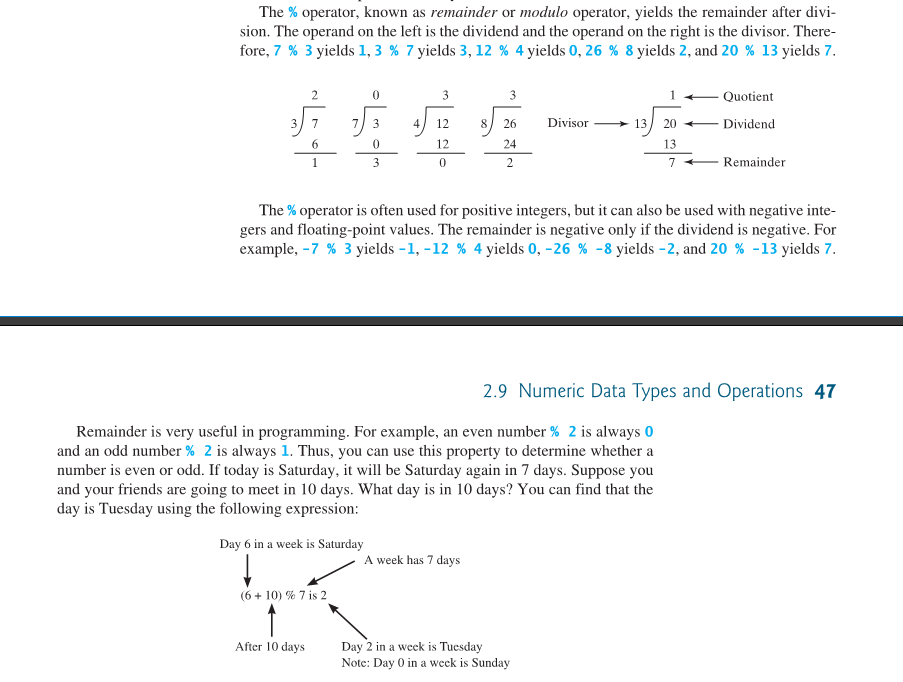 The % operator, known as remainder or modulo operator, yields the remainder after divi-
sion. The operand on the left is the dividend and the operand on the right is the divisor. There-
fore, 7 % 3 yields 1, 3 % 7 yields 3, 12 % 4 yields 0, 26 % 8 yields 2, and 20 % 13 yields 7.
2 0 3 3 1 Quotient
3 7 7 3 4 12 8 26 Divisor 13 20 Dividend
6 0 12 24 13
1 3 0 2 7 Remainder
The % operator is often used for positive integers, but it can also be used with negative inte-
gers and floating-point values. The remainder is negative only if the dividend is negative. For
example, -7 % 3 yields -1, -12 % 4 yields 0, -26 % -8 yields -2, and 20 % -13 yields 7.
2.9 Numeric Data Types and Operations 47
Remainder is very useful in programming. For example, an even number % 2 is always 0
and an odd number % 2 is always 1. Thus, you can use this property to determine whether a
number is even or odd. If today is Saturday, it will be Saturday again in 7 days. Suppose you
and your friends are going to meet in 10 days. What day is in 10 days? You can find that the
day is Tuesday using the following expression:
Day 6 in a week is Saturday
A week has 7 days
(6 + 10) % 7 is 2
After 10 days
Day 2 in a week is Tuesday
Note: Day 0 in a week is Sunday